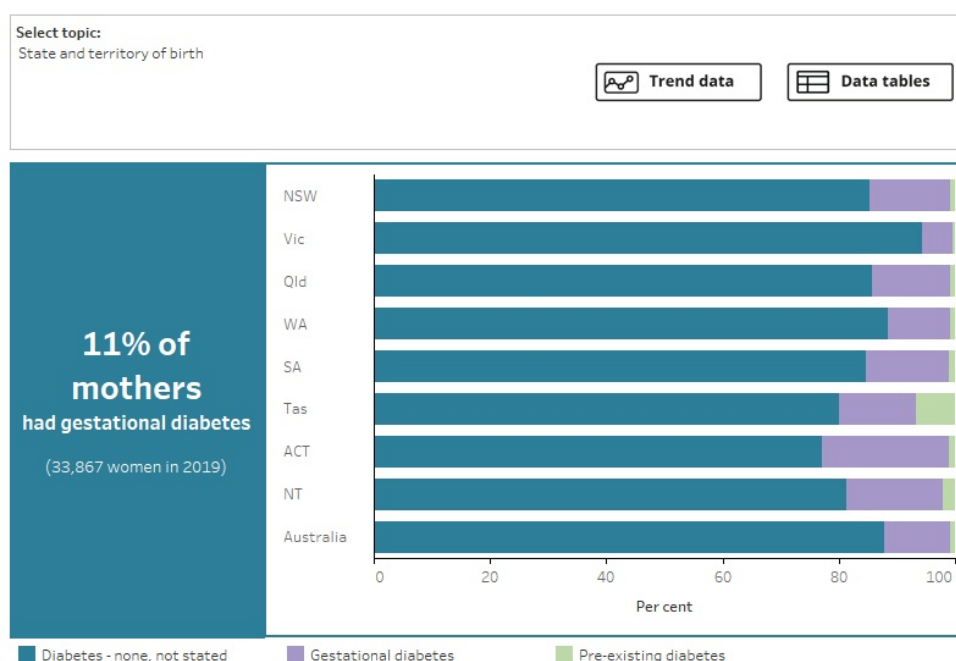 Select topic:
State and territory of birth
Trend data
Data tables
11% of
mothers
had gestational diabetes
(33,867 women in 2019)
NSW
Vic
Qld
WA
SA
Tas
ACT
NT
Australia
0 20 40 60 80 100
Per cent
Diabetes - none, not stated Gestational diabetes Pre-existing diabetes